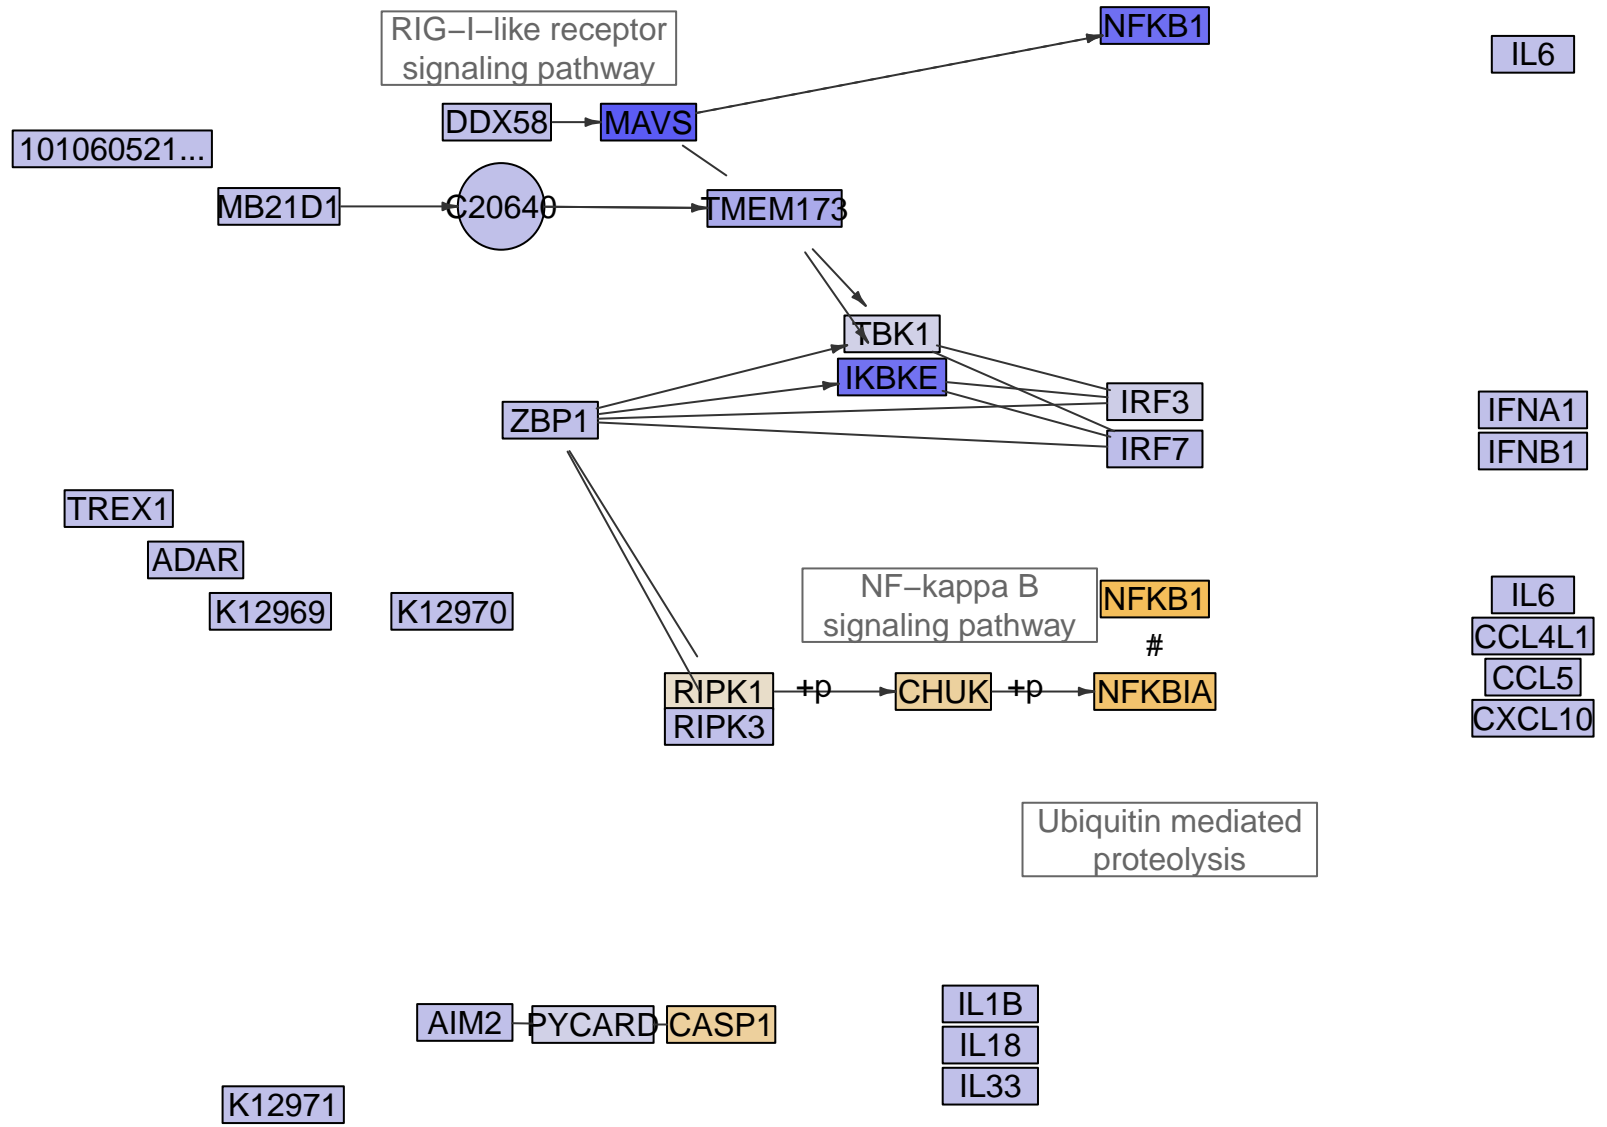 RIG−I−like receptor
signaling pathway
NFKB1
IL6
DDX58
MAVS
101060521...
MB21D1
C20640
TMEM173
TBK1
IKBKE
ZBP1
IRF3
IRF7
IFNA1
IFNB1
TREX1
ADAR
K12969
K12970
NF−kappa B
signaling pathway
NFKB1
#
IL6
CCL4L1
CCL5
CXCL10
RIPK1
+p
CHUK
+p
NFKBIA
RIPK3
Ubiquitin mediated
proteolysis
AIM2
PYCARD
CASP1
IL1B
IL18
IL33
K12971